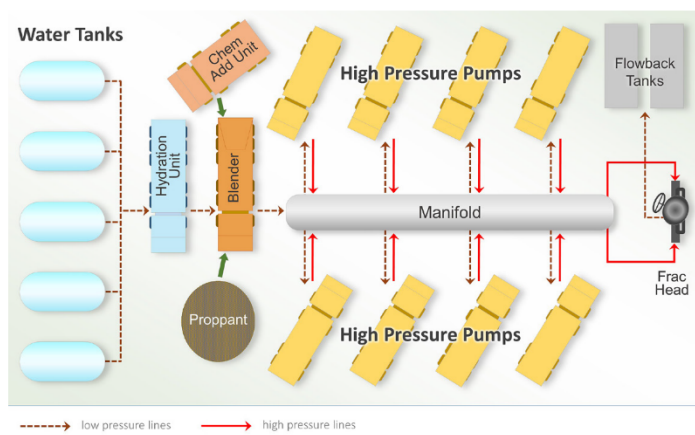 Water Tanks
Chem
Add Unit
High Pressure Pumps
Flowback
Tanks
Hydration
Unit
Blender
Manifold
Frac
Head
Proppant
High Pressure Pumps
low pressure lines
high pressure lines